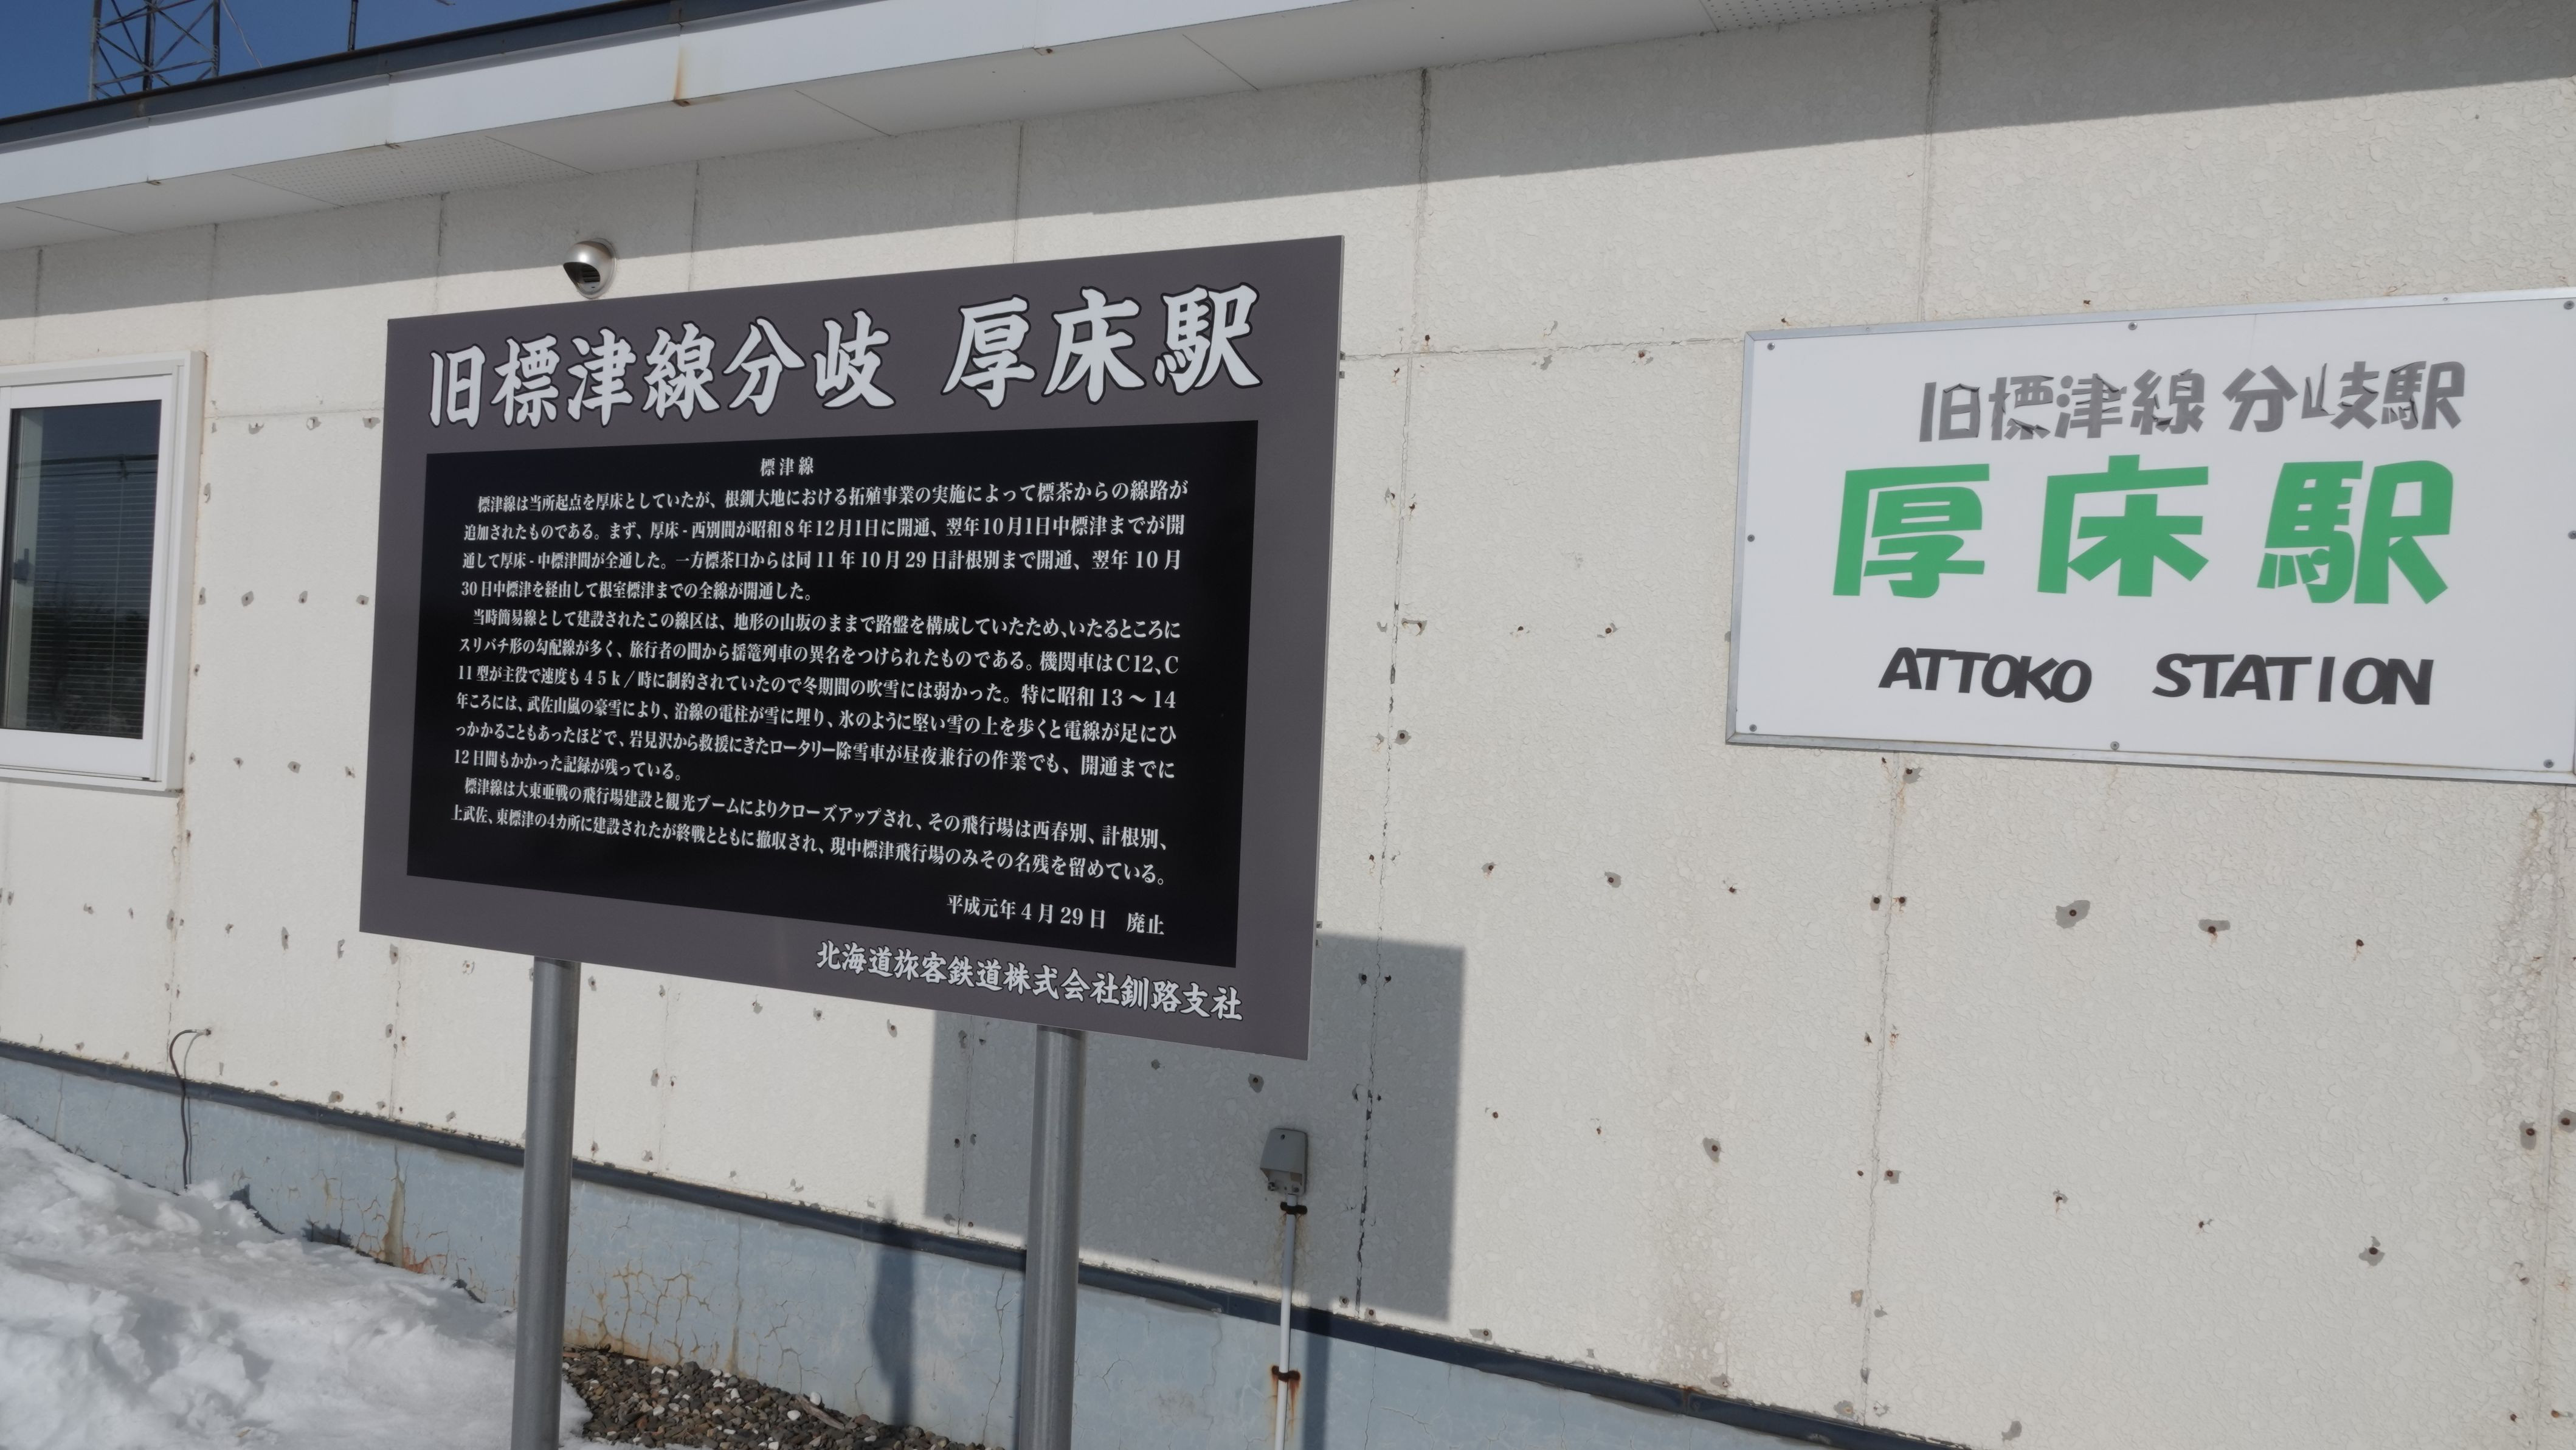 旧標津線分岐 厚床駅
標津線
標津線は当所起点を厚床としていたが、根釧大地における拓殖事業の実施によって標茶からの線路が
追加されたものである。まず、厚床-西別間が昭和8年12月1日に開通、翌年10月1日中標津までが開
通して厚床-中標津間が全通した。一方標茶口からは同11年10月29日計根別まで開通、翌年10月
30日中標津を経由して根室標津までの全線が開通した。
当時簡易線として建設されたこの線区は、地形の山坂のままで路盤を構成していたため、いたるところに
スリバチ形の勾配線が多く、旅行者の間から揺篭列車の異名をつけられたものである。機関車はC12、C
11型が主役で速度も45k/時に制約されていたので冬期間の吹雪には弱かった。特に昭和13〜14
年ころには、武佐山嵐の豪雪により、沿線の電柱が雪に埋り、氷のように堅い雪の上を歩くと電線が足にひ
っかかることもあったほどで、岩見沢から救援にきたロータリー除雪車が昼夜兼行の作業でも、開通までに
12日間もかかった記録が残っている。
標津線は大東亜戦の飛行場建設と観光ブームによりクローズアップされ、その飛行場は西春別、計根別、
上武佐、東標津の4カ所に建設されたが終戦とともに撤収され、現中標津飛行場のみその名残を留めている。
平成元年4月29日 廃止
北海道旅客鉄道株式会社釧路支社
旧標津線分岐駅
厚床駅
ATTOKO STATION